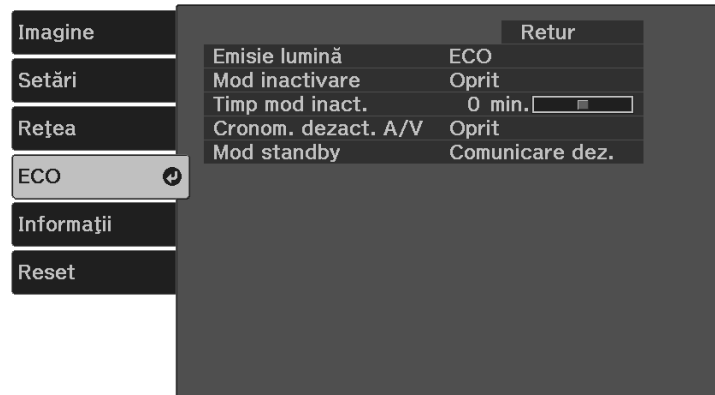 Imagine
Setări
Reţea
ECO
Informaţii
Reset
Retur
Emisie lumină ECO
Mod inactivare Oprit
Timp mod inact. 0 min.
Cronom. dezact. A/V Oprit
Mod standby Comunicare dez.